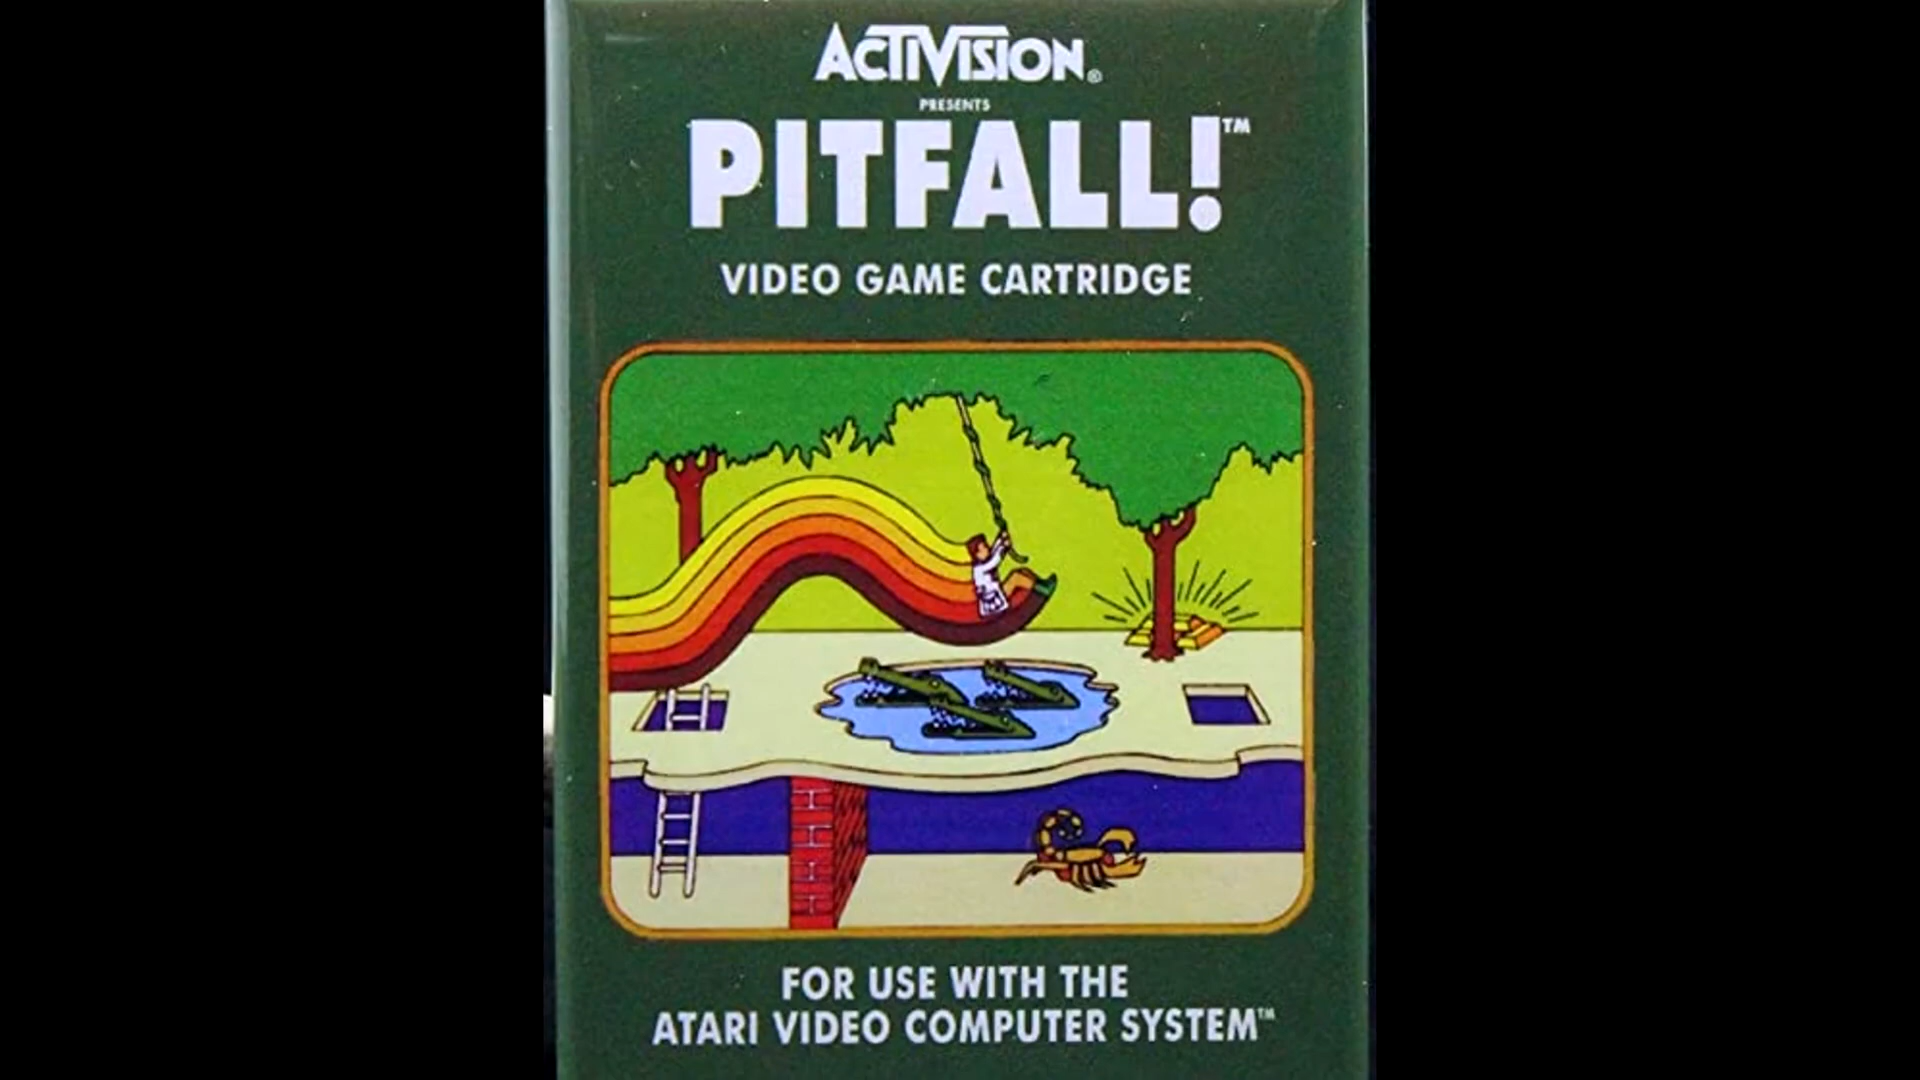 ACTIVISION®
PRESENTS
PITFALL!™
VIDEO GAME CARTRIDGE
FOR USE WITH THE
ATARI VIDEO COMPUTER SYSTEM™